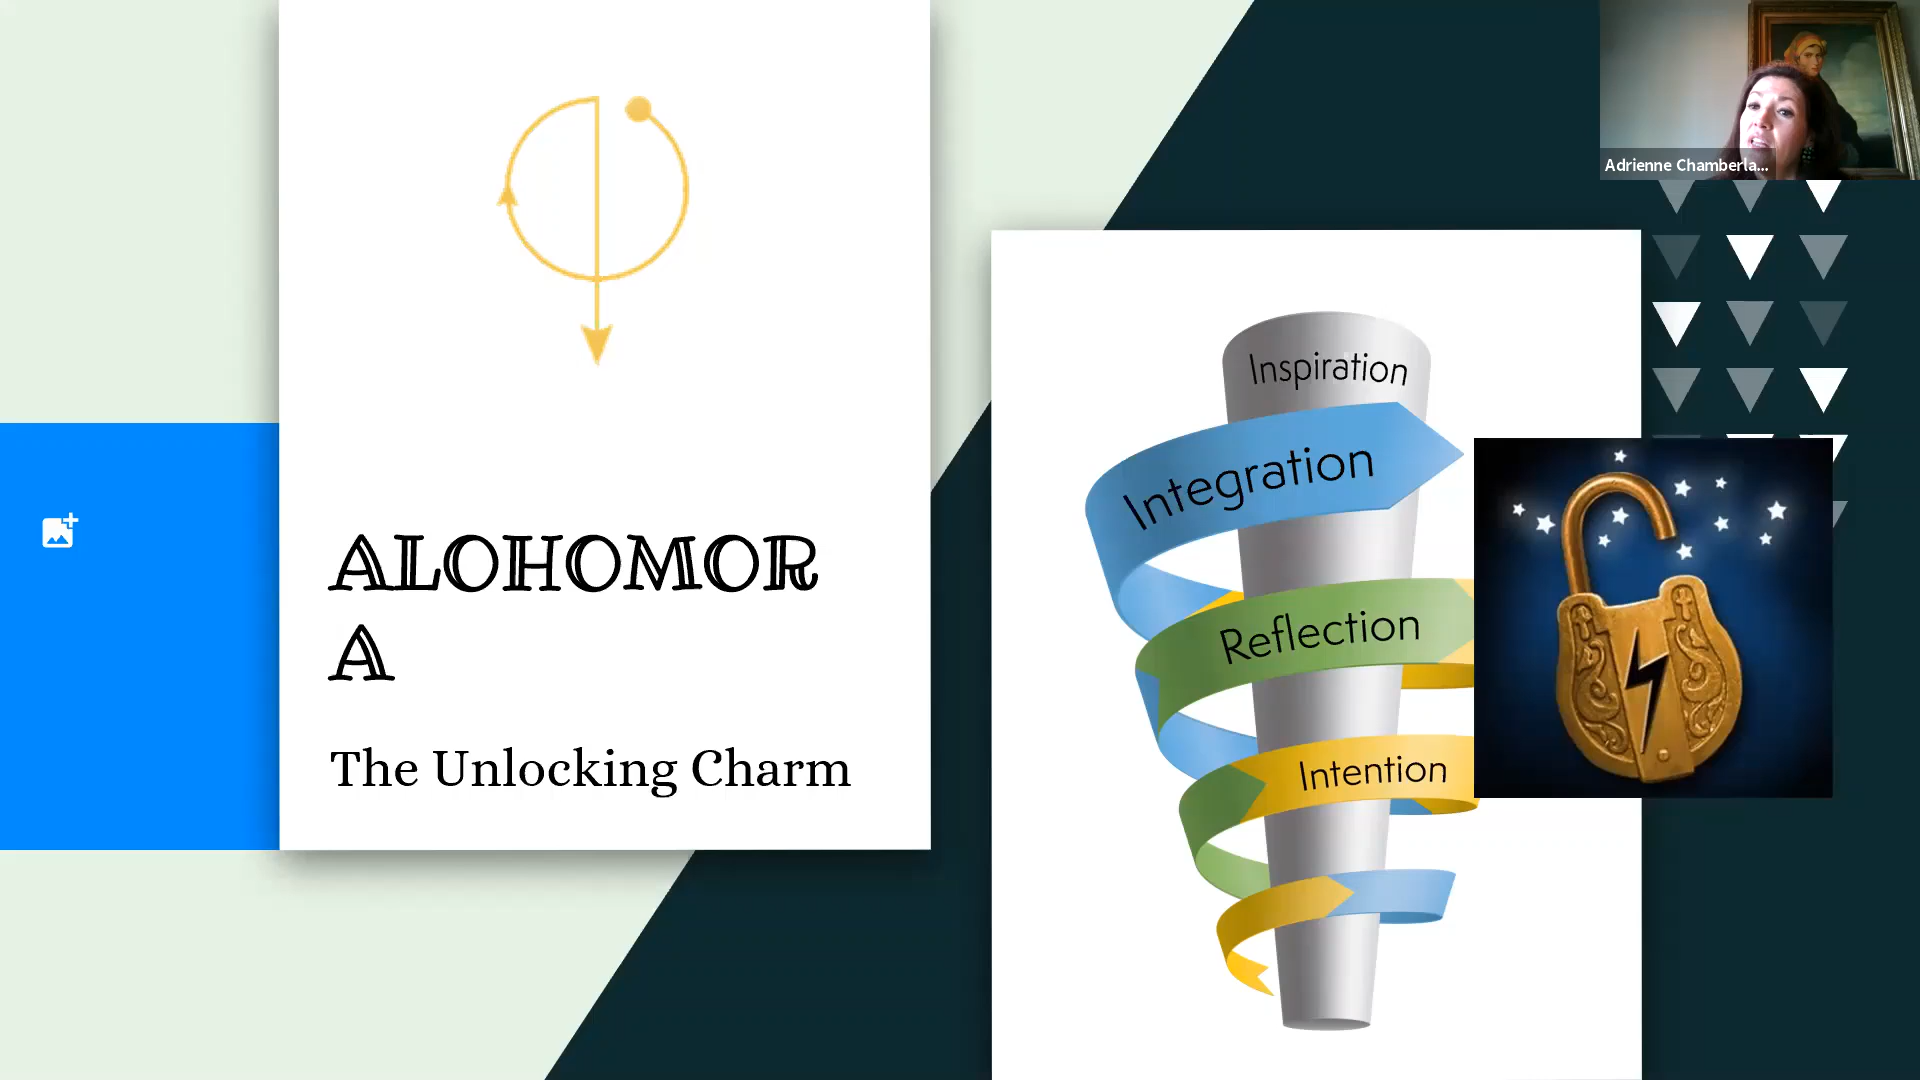 Adrienne Chamberla...
ALOHOMOR
A
The Unlocking Charm
Inspiration
Integration
Reflection
Intention